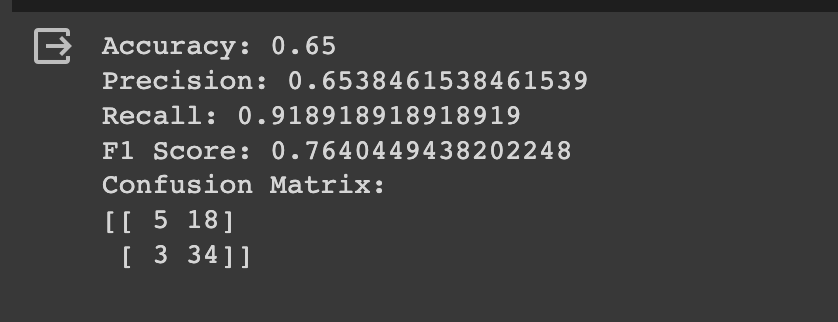 Accuracy: 0.65
Precision: 0.6538461538461539
Recall: 0.918918918918919
F1 Score: 0.7640449438202248
Confusion Matrix:
[[ 5 18]
 [ 3 34]]